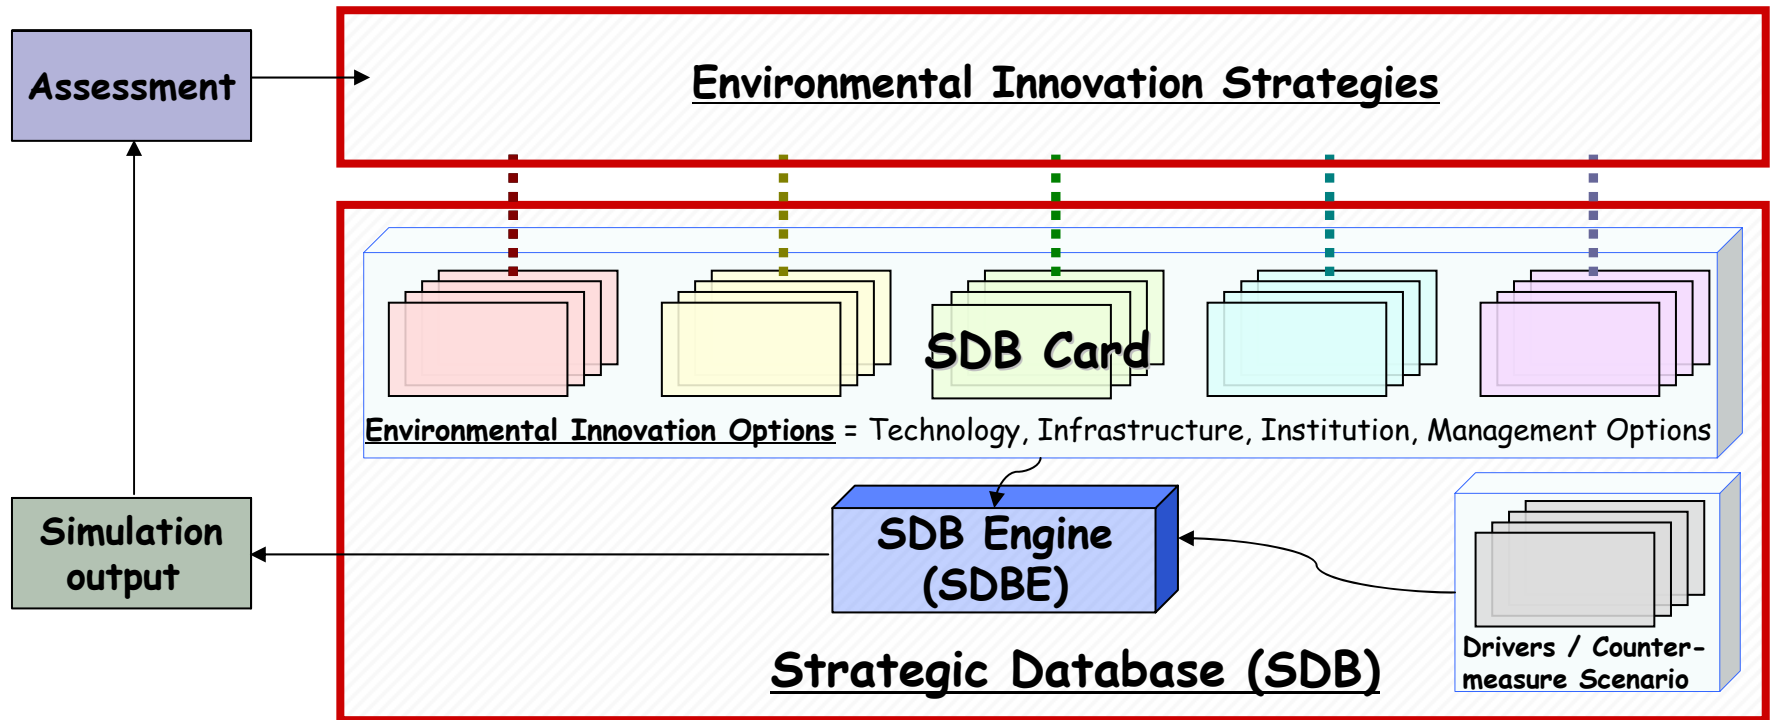 Assessment
Environmental Innovation Strategies
SDB Card
Environmental Innovation Options = Technology, Infrastructure, Institution, Management Options
Simulation
output
SDB Engine
(SDBE)
Drivers / Counter-
measure Scenario
Strategic Database (SDB)